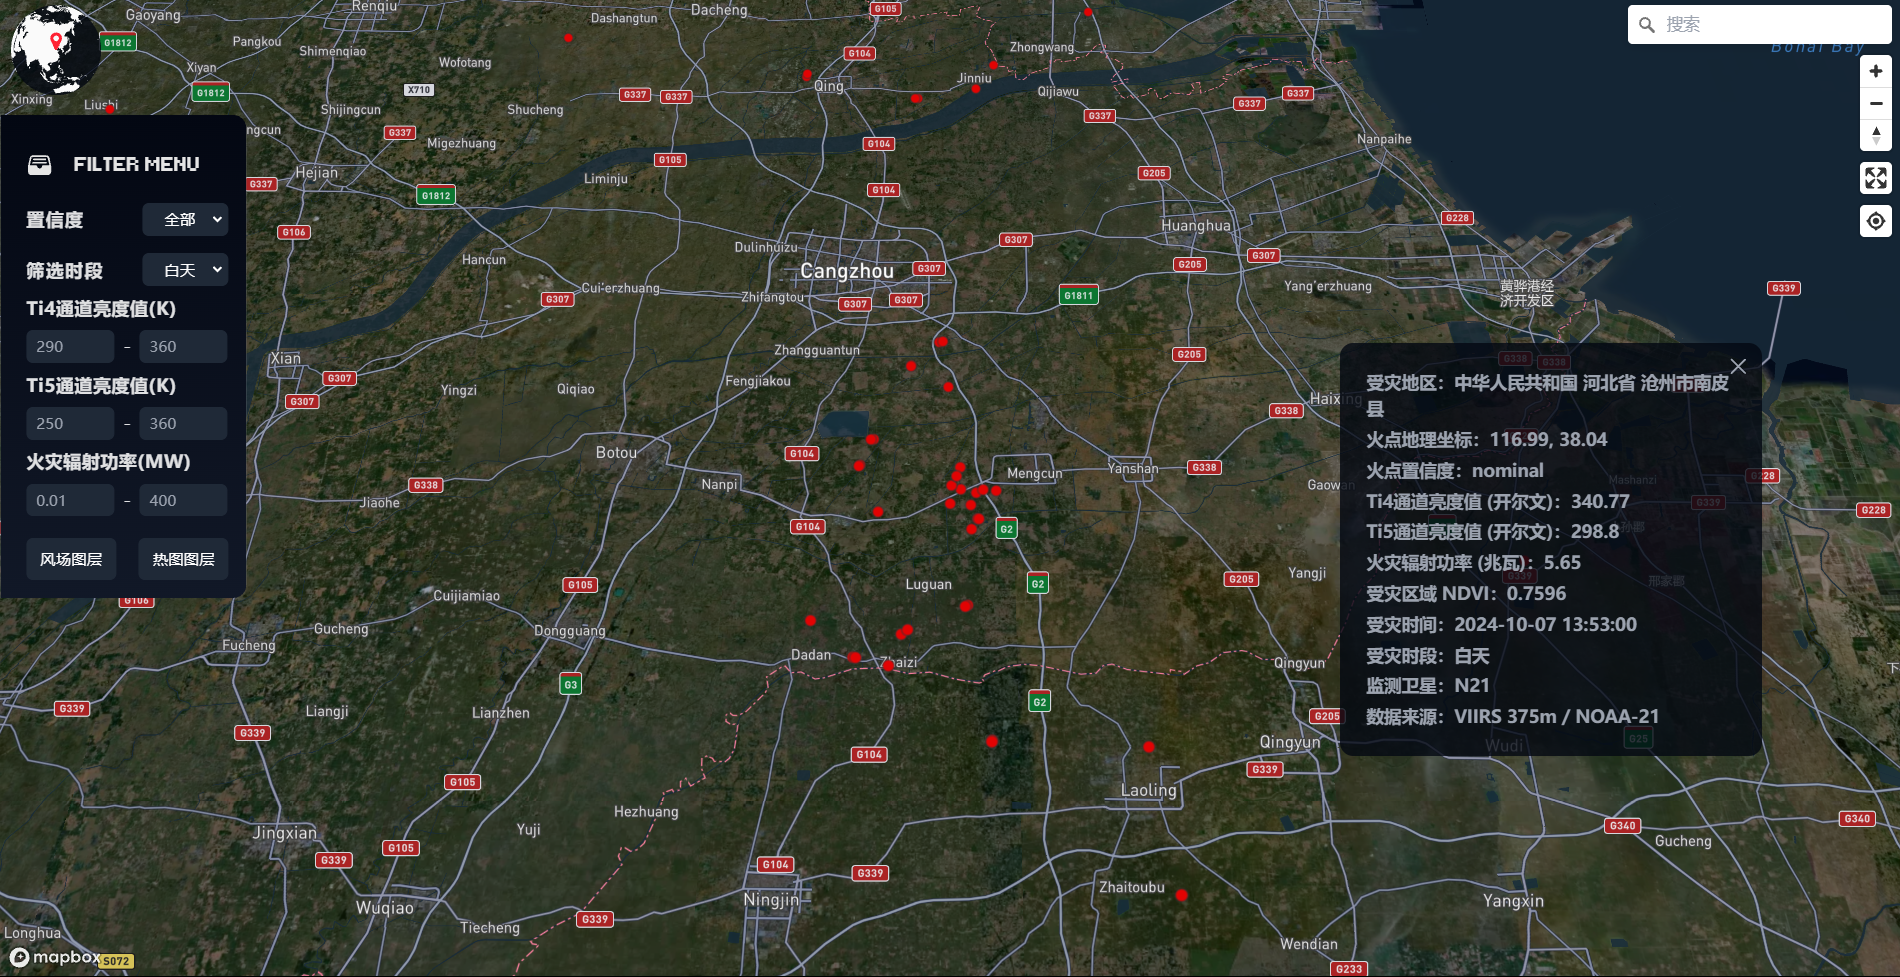 Gaoyang
Renqiu
Dashangtun
Dacheng
G105
搜索
Bohai Bay
G1812
Pangkou
Shimenqiao
G104
Zhongwang
Xiyan
Wofotang
Jinniu
Qing
Qijiawu
Xinxing
Liushi
G1812
X710
G337
G337
G337
G337
Shijingcun
Shucheng
G337
ngcun
G337
Migezhuang
G104
Nanpaihe
G105
FILTER MENU
Hejian
G337
Liminju
G205
G1812
G104
置信度
全部
G106
Dulinhuizu
G307
Huanghua
G228
筛选时段
白天
Hancun
Cangzhou
G307
G205
G307
Cui'erzhuang
G307
Zhifangtou
G307
G307
G1811
Yang'erzhuang
黄骅港经
济开发区
G339
Ti4通道亮度值(K)
290 - 360
Xian
Zhangguantun
G205
G338
G338
Ti5通道亮度值(K)
G307
G307
Yingzi
Qiqiao
Fengjiakou
250 - 360
G338
Haixing
受灾地区：中华人民共和国 河北省 沧州市南皮
县
火点地理坐标：116.99, 38.04
火点置信度：nominal
Ti4通道亮度值 (开尔文)：340.77
Ti5通道亮度值 (开尔文)：298.8
火灾辐射功率 (兆瓦)：5.65
受灾区域 NDVI：0.7596
受灾时间：2024-10-07 13:53:00
受灾时段：白天
监测卫星：N21
数据来源：VIIRS 375m / NOAA-21
火灾辐射功率(MW)
0.01 - 400
Botou
G104
Mengcun
Yanshan
G338
G228
Nanpi
G338
Gaowan
Mashanzi
G339
G228
Jiaohe
G104
G2
风场图层
热图图层
G339
邢家郡
G106
G105
Luguan
G2
G205
Yangji
Cuijiamiao
Gucheng
Dongguang
Fucheng
Dadan
Zhaizi
Qingyun
下
G3
G2
G339
Liangji
Lianzhen
G205
G339
G104
Qingyun
Wudi
G25
G105
G339
Laoling
Hezhuang
Yuji
G340
G340
Gucheng
Jingxian
G105
G339
G104
G339
Zhaitoubu
Wuqiao
Ningjin
Yangxin
G339
Tiecheng
Longhua
Wendian
mapbox
S072
G233